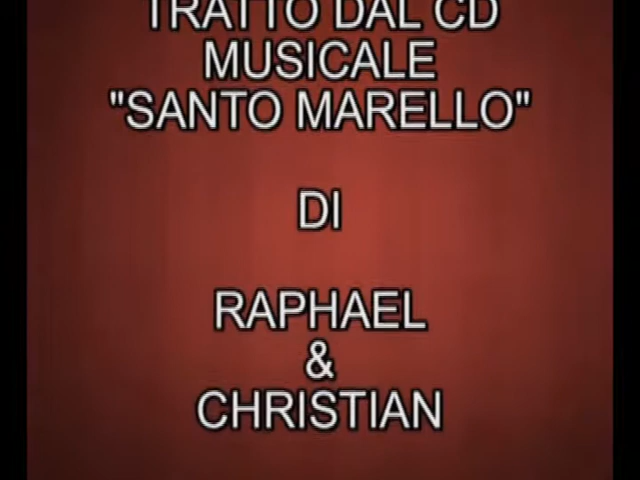 TRATTO DAL CD
MUSICALE
"SANTO MARELLO"
DI
RAPHAEL
&
CHRISTIAN